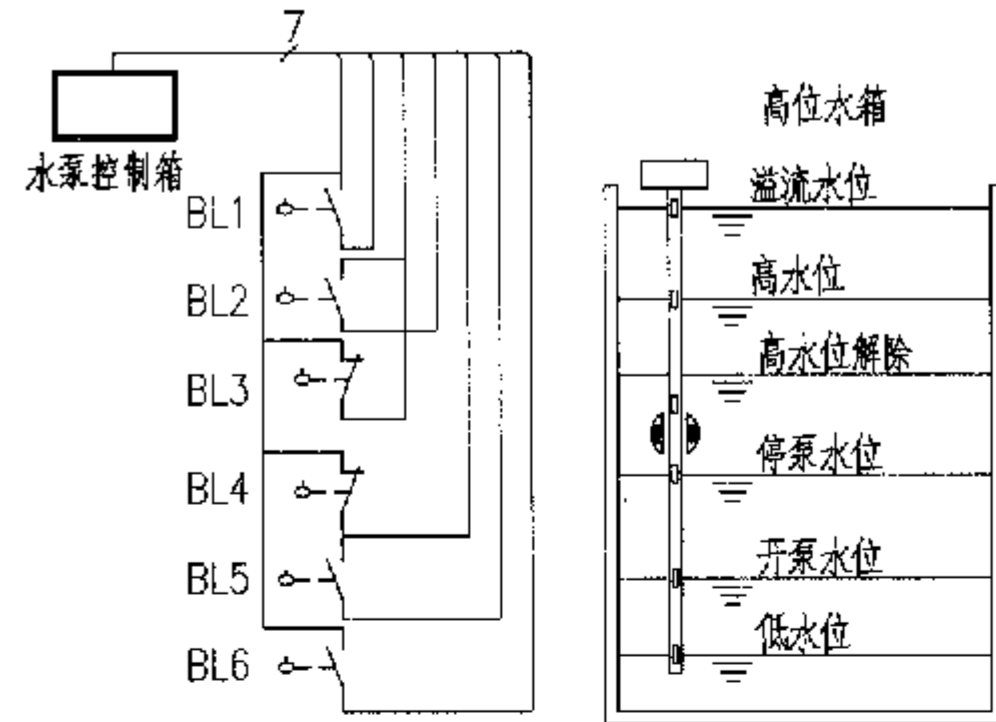 7
水泵控制箱
BL1
BL2
BL3
BL4
BL5
BL6
高位水箱
溢流水位
高水位
高水位解除
停泵水位
开泵水位
低水位